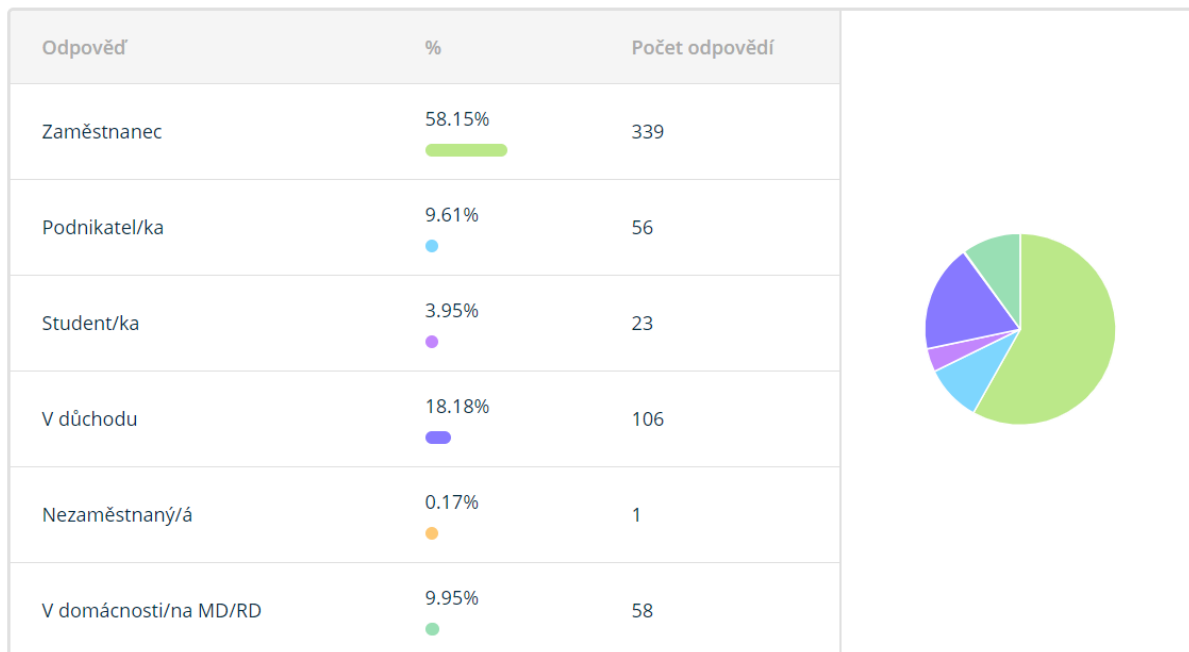 Odpověď % Počet odpovědí
Zaměstnanec 58.15% 339
Podnikatel/ka 9.61% 56
Student/ka 3.95% 23
V důchodu 18.18% 106
Nezaměstnaný/á 0.17% 1
V domácnosti/na MD/RD 9.95% 58